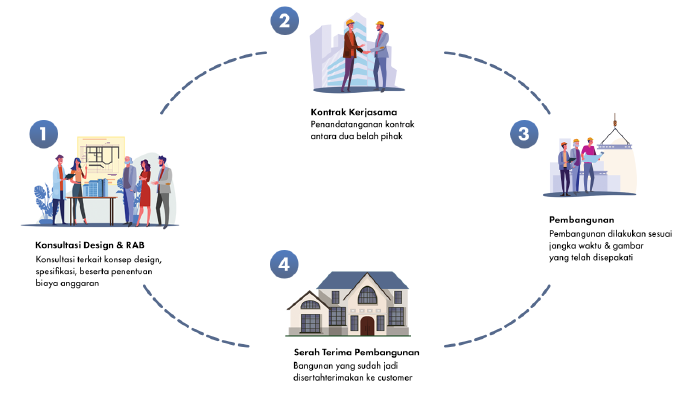 1
Konsultasi Design & RAB
Konsultasi terkait konsep design,
spesifikasi, beserta penentuan
biaya anggaran
2
Kontrak Kerjasama
Penandatanganan kontrak
antara dua belah pihak
3
Pembangunan
Pembangunan dilakukan sesuai
jangka waktu & gambar
yang telah disepakati
4
Serah Terima Pembangunan
Bangunan yang sudah jadi
disertahterimakan ke customer